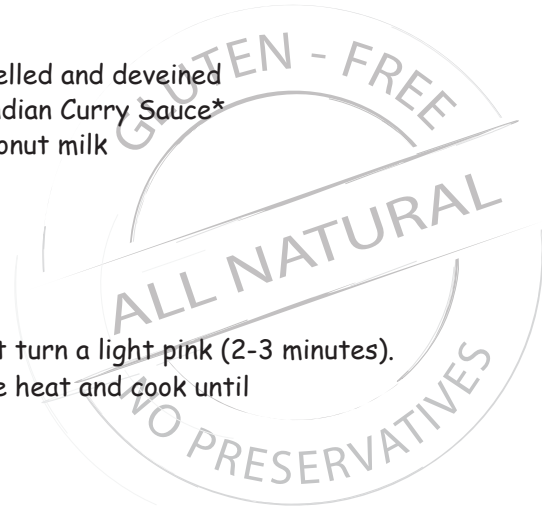 elled and deveined
ndian Curry Sauce*
onut milk
GLUTEN - FREE
ALL NATURAL
t turn a light pink (2-3 minutes).
e heat and cook until
NO PRESERVATIVES